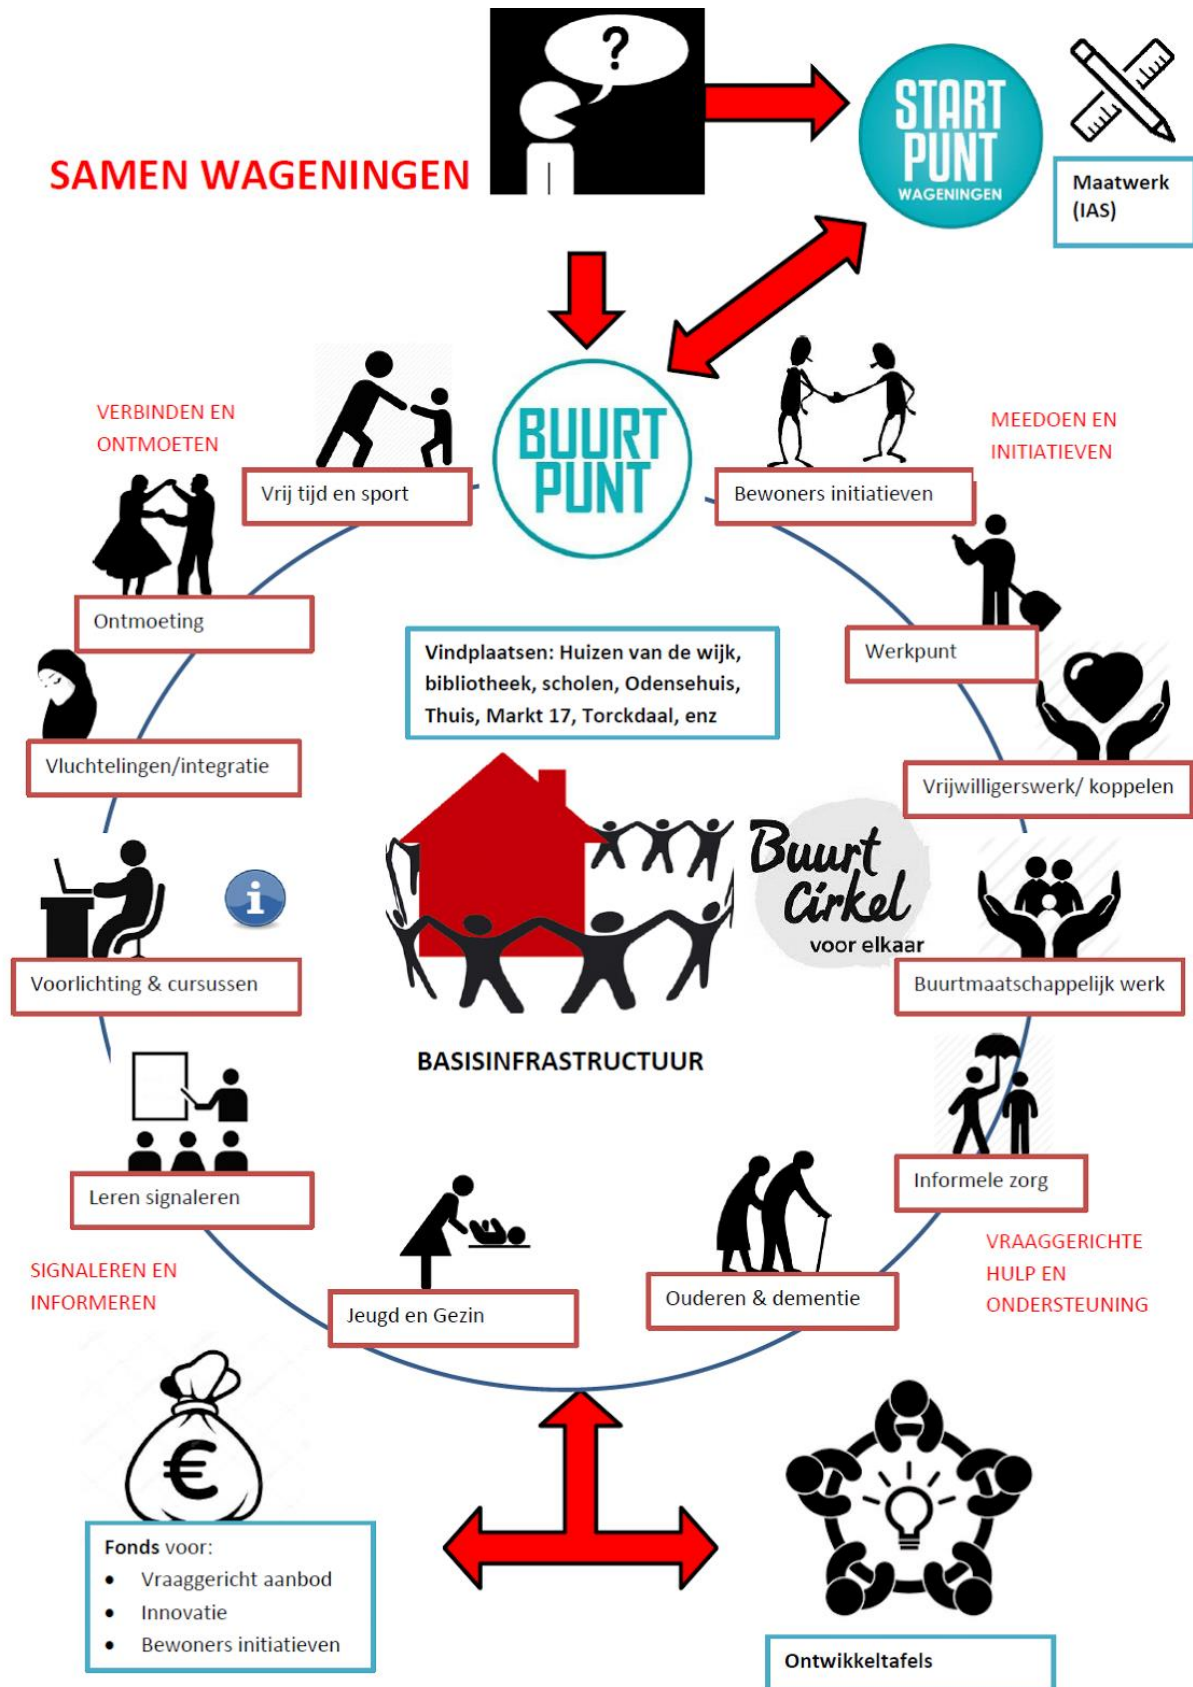 ?
START
PUNT
WAGENINGEN
Maatwerk
(IAS)
SAMEN WAGENINGEN
VERBINDEN EN
ONTMOETEN
BUURT
PUNT
MEEDOEN EN
INITIATIEVEN
Vrij tijd en sport
Bewoners initiatieven
Ontmoeting
Werkpunt
Vindplaatsen: Huizen van de wijk,
bibliotheek, scholen, Odensehuis,
Thuis, Markt 17, Torckdaal, enz
Vluchtelingen/integratie
Vrijwilligerswerk/ koppelen
i
Buurt
Cirkel
voor elkaar
Voorlichting & cursussen
Buurtmaatschappelijk werk
BASISINFRASTRUCTUUR
Leren signaleren
Informele zorg
SIGNALEREN EN
INFORMEREN
Jeugd en Gezin
Ouderen & dementie
VRAAGGERICHTE
HULP EN
ONDERSTEUNING
€
Fonds voor:
• Vraaggericht aanbod
• Innovatie
• Bewoners initiatieven
Ontwikkeltafels